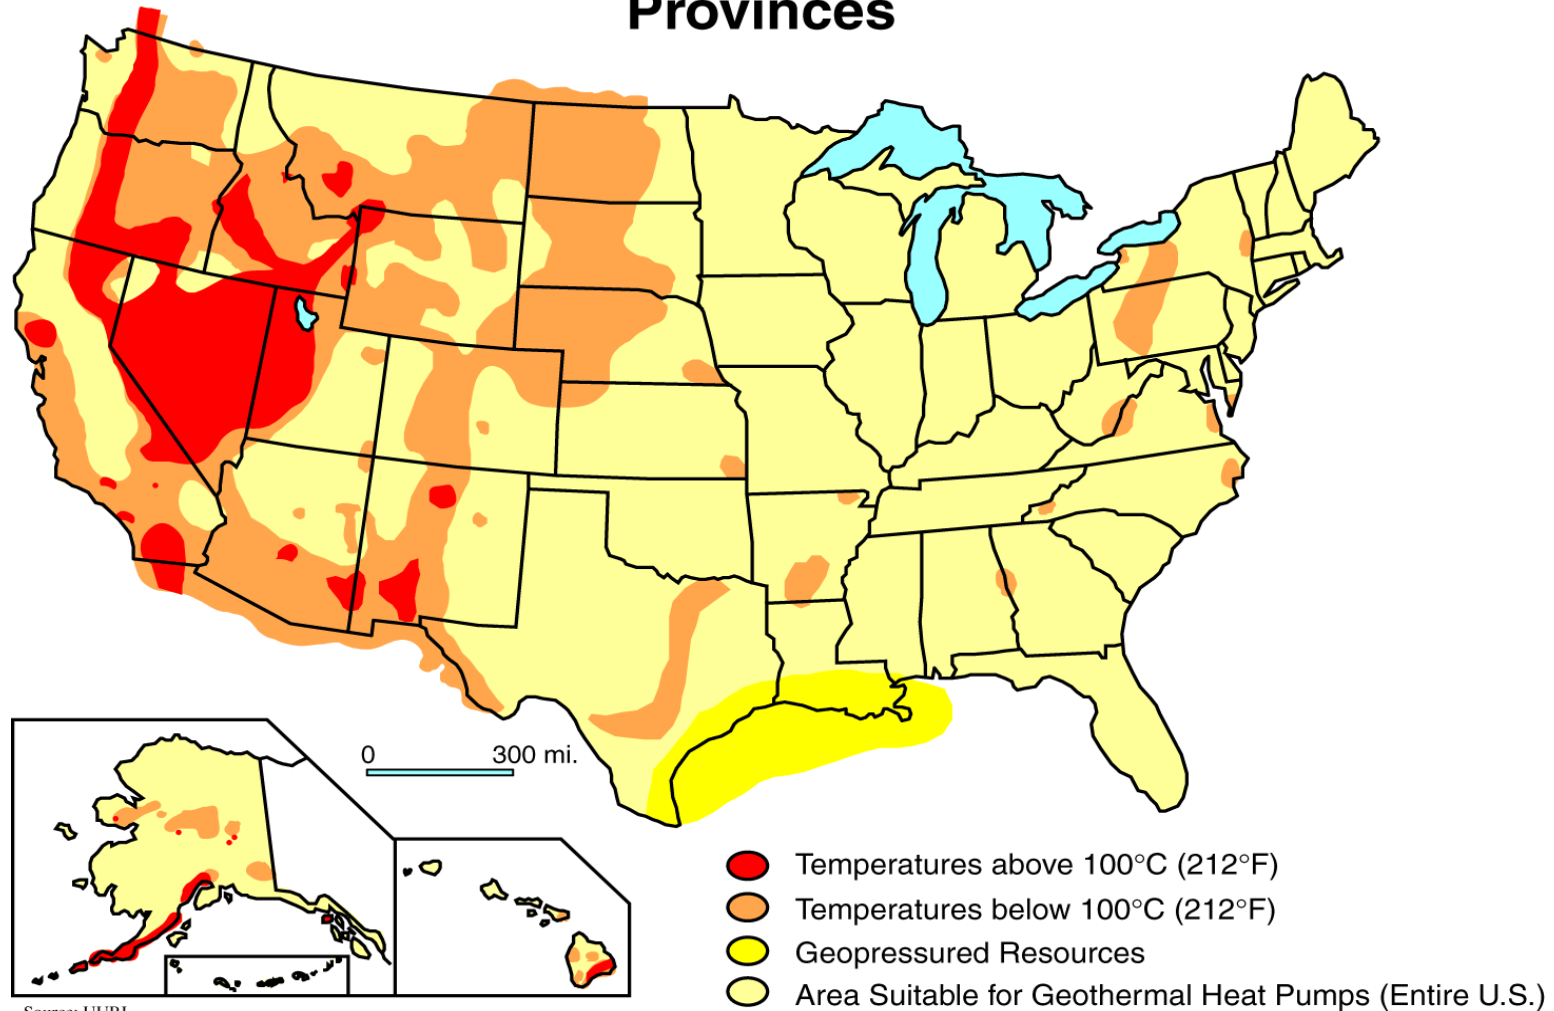 Provinces
0 300 mi.
Temperatures above 100°C (212°F)
Temperatures below 100°C (212°F)
Geopressured Resources
Area Suitable for Geothermal Heat Pumps (Entire U.S.)